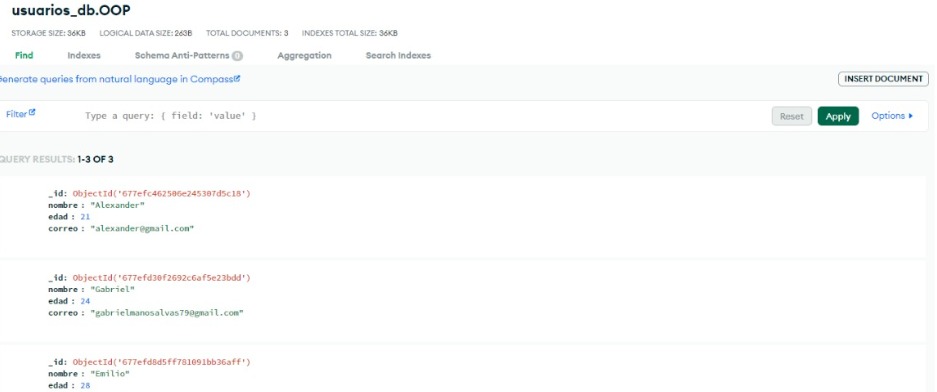 usuarios_db.OOP
STORAGE SIZE: 36KB LOGICAL DATA SIZE: 263B TOTAL DOCUMENTS: 3 INDEXES TOTAL SIZE: 36KB
Find Indexes Schema Anti-Patterns 0 Aggregation Search Indexes
Generate queries from natural language in Compass
INSERT DOCUMENT
Filter Type a query: { field: 'value' } Reset Apply Options
QUERY RESULTS: 1-3 OF 3
_id: ObjectId('677efc462506e245307d5c18')
nombre : "Alexander"
edad : 21
correo : "alexander@gmail.com"
_id: ObjectId('677efd30f2692c6af5e23bdd')
nombre : "Gabriel"
edad : 24
correo : "gabrielmanosalvas79@gmail.com"
_id: ObjectId('677efd8d5ff781091bb36aff')
nombre : "Emilio"
edad : 28